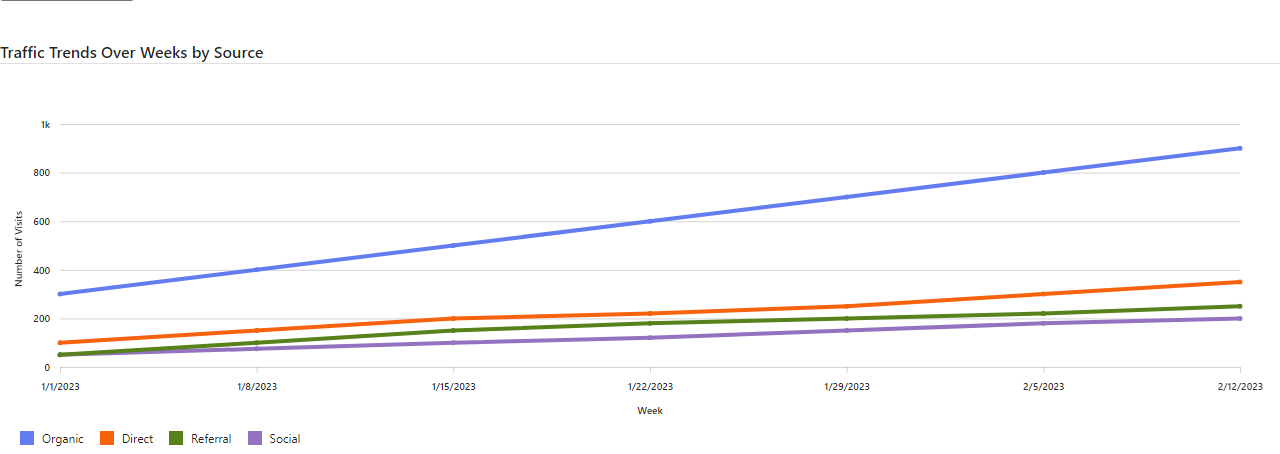 Traffic Trends Over Weeks by Source
1k
800
600
400
200
0
Number of Visits
1/1/2023 1/8/2023 1/15/2023 1/22/2023 1/29/2023 2/5/2023 2/12/2023
Week
Organic Direct Referral Social